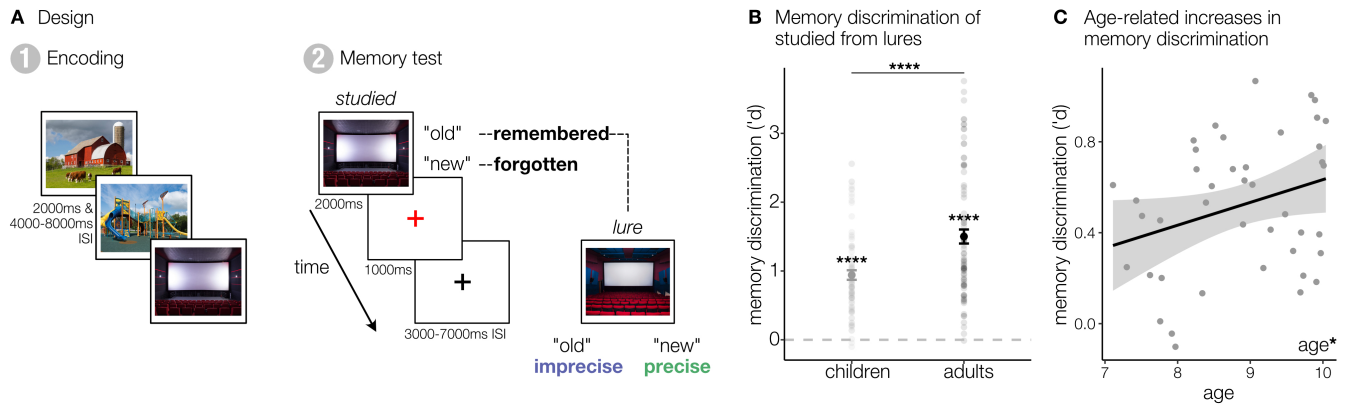 A Design
1 Encoding
2000ms &
4000-8000ms
ISI
2 Memory test
studied
"old" --remembered
"new" --forgotten
2000ms
1000ms
3000-7000ms ISI
time
lure
"old" "new"
imprecise precise
B Memory discrimination of
studied from lures
memory discrimination ('d)
3
2
1
0
****
****
****
children adults
C Age-related increases in
memory discrimination
memory discrimination ('d)
0.8
0.4
0.0
age*
7 8 9 10
age